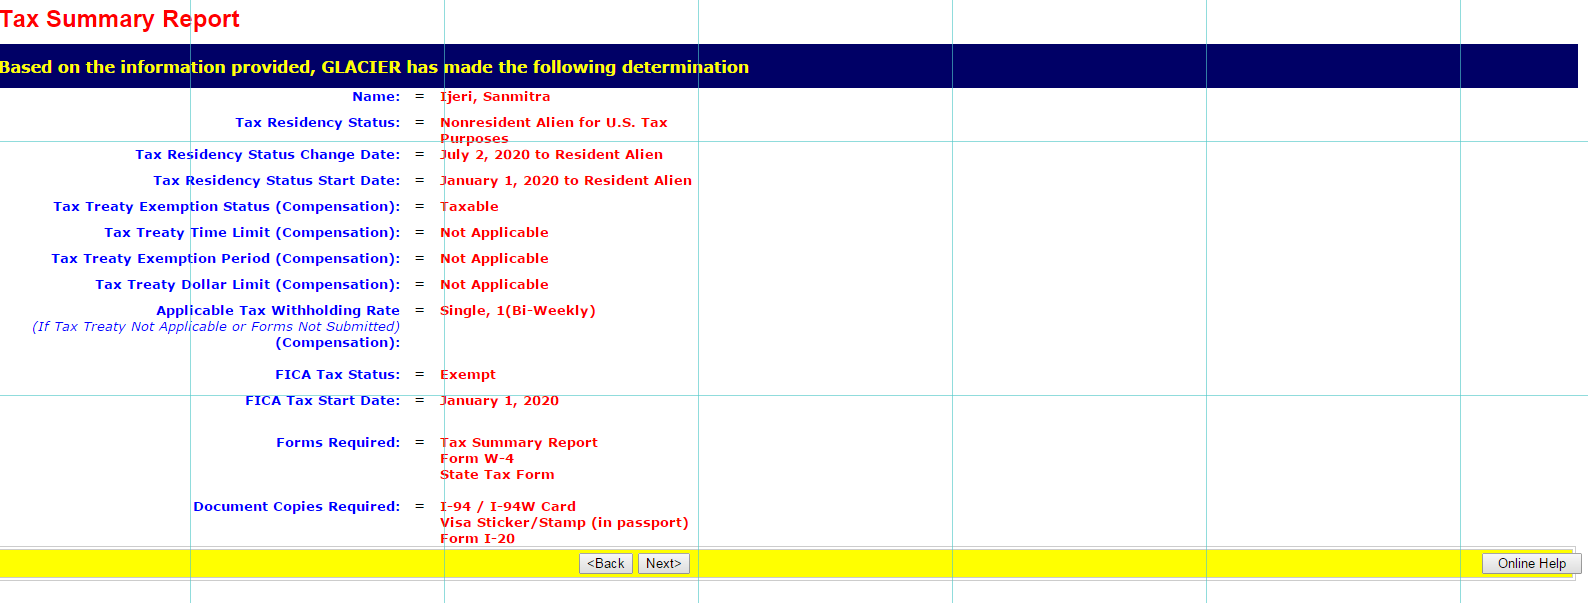 Tax Summary Report
Based on the information provided, GLACIER has made the following determination
Name: = Ijeri, Sanmitra
Tax Residency Status: = Nonresident Alien for U.S. Tax
Purposes
Tax Residency Status Change Date: = July 2, 2020 to Resident Alien
Tax Residency Status Start Date: = January 1, 2020 to Resident Alien
Tax Treaty Exemption Status (Compensation): = Taxable
Tax Treaty Time Limit (Compensation): = Not Applicable
Tax Treaty Exemption Period (Compensation): = Not Applicable
Tax Treaty Dollar Limit (Compensation): = Not Applicable
Applicable Tax Withholding Rate = Single, 1(Bi-Weekly)
(If Tax Treaty Not Applicable or Forms Not Submitted)
(Compensation):
FICA Tax Status: = Exempt
FICA Tax Start Date: = January 1, 2020
Forms Required: = Tax Summary Report
Form W-4
State Tax Form
Document Copies Required: = I-94 / I-94W Card
Visa Sticker/Stamp (in passport)
Form I-20
<Back Next> Online Help